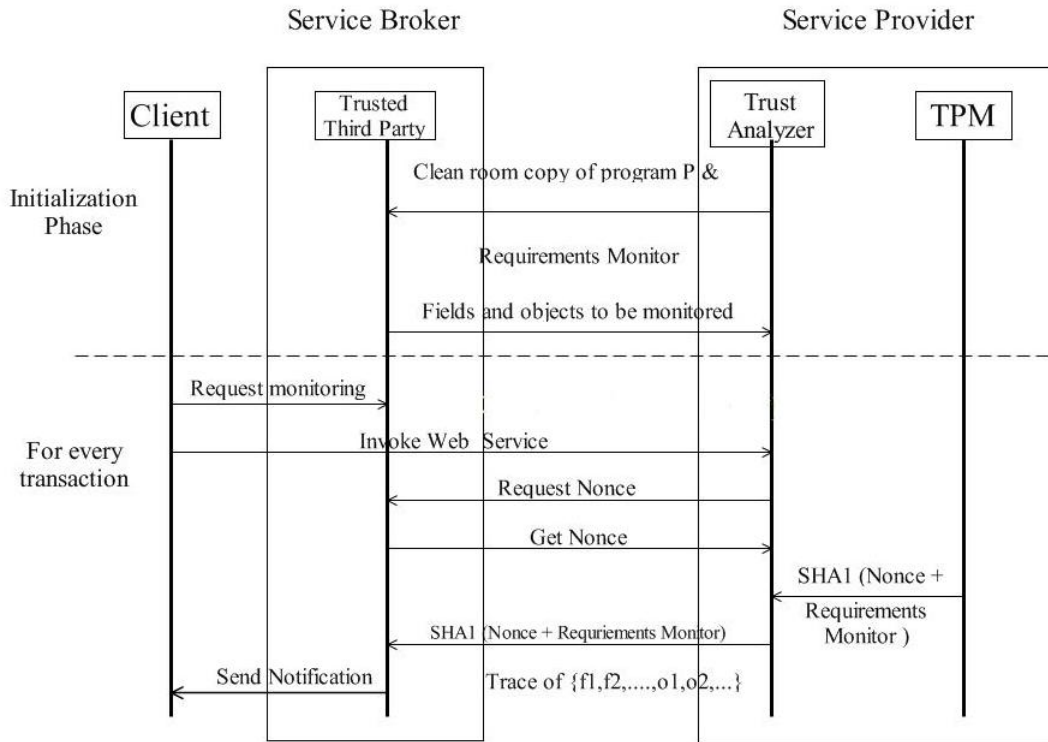 Service Broker
Service Provider
Client
Trusted
Third Party
Trust
Analyzer
TPM
Initialization
Phase
Clean room copy of program P &
Requirements Monitor
Fields and objects to be monitored
For every
transaction
Request monitoring
Invoke Web Service
Request Nonce
Get Nonce
SHA1 (Nonce +
Requirements
Monitor )
SHA1 (Nonce + Requriements Monitor)
Send Notification
Trace of {f1,f2,....,o1,o2,...}